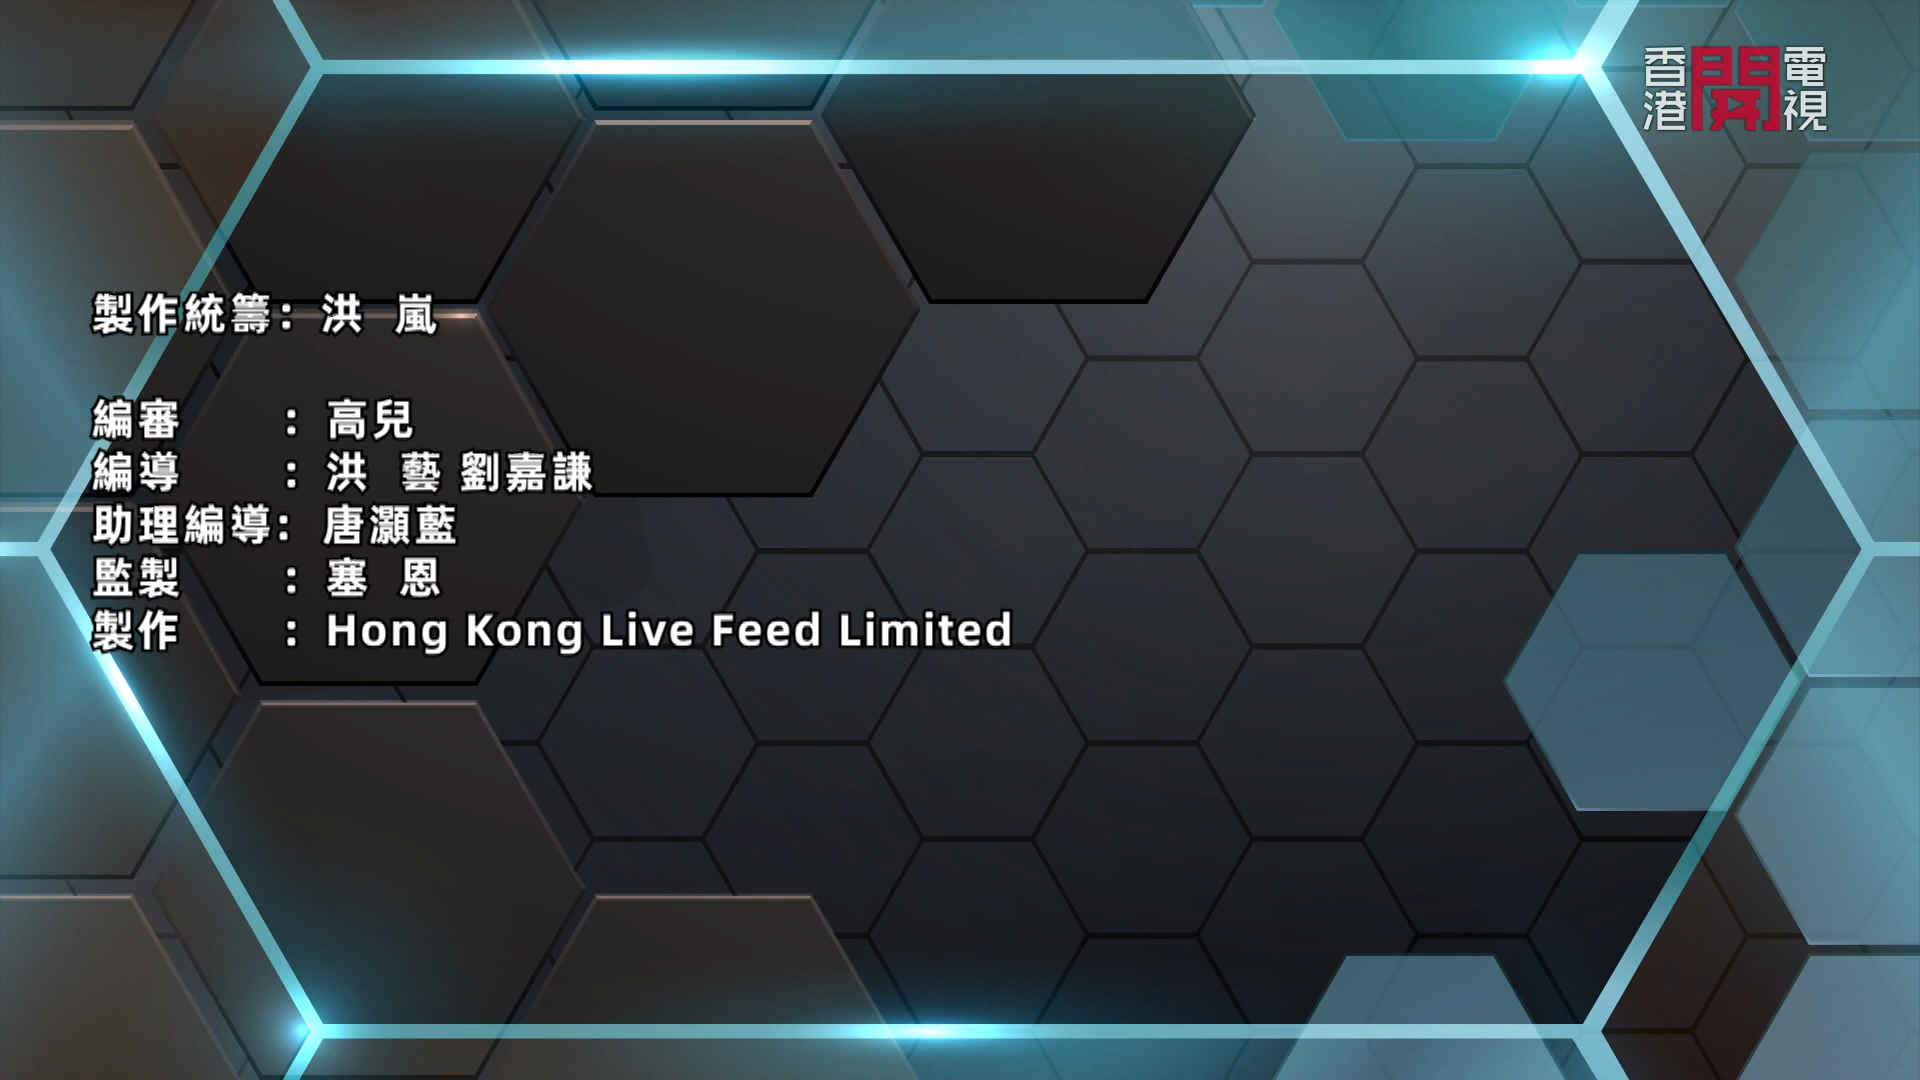 香港開電視
製作統籌: 洪 嵐
編審 : 高兒
編導 : 洪 藝 劉嘉謙
助理編導: 唐灝藍
監製 : 塞 恩
製作 : Hong Kong Live Feed Limited